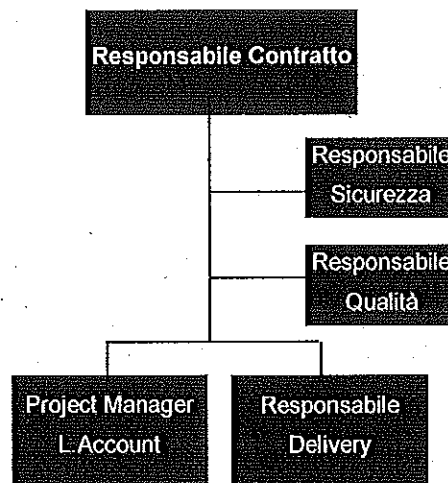 Responsabile Contratto
Responsabile
Sicurezza
Responsabile
Qualità
Project Manager
L.Account
Responsabile
Delivery